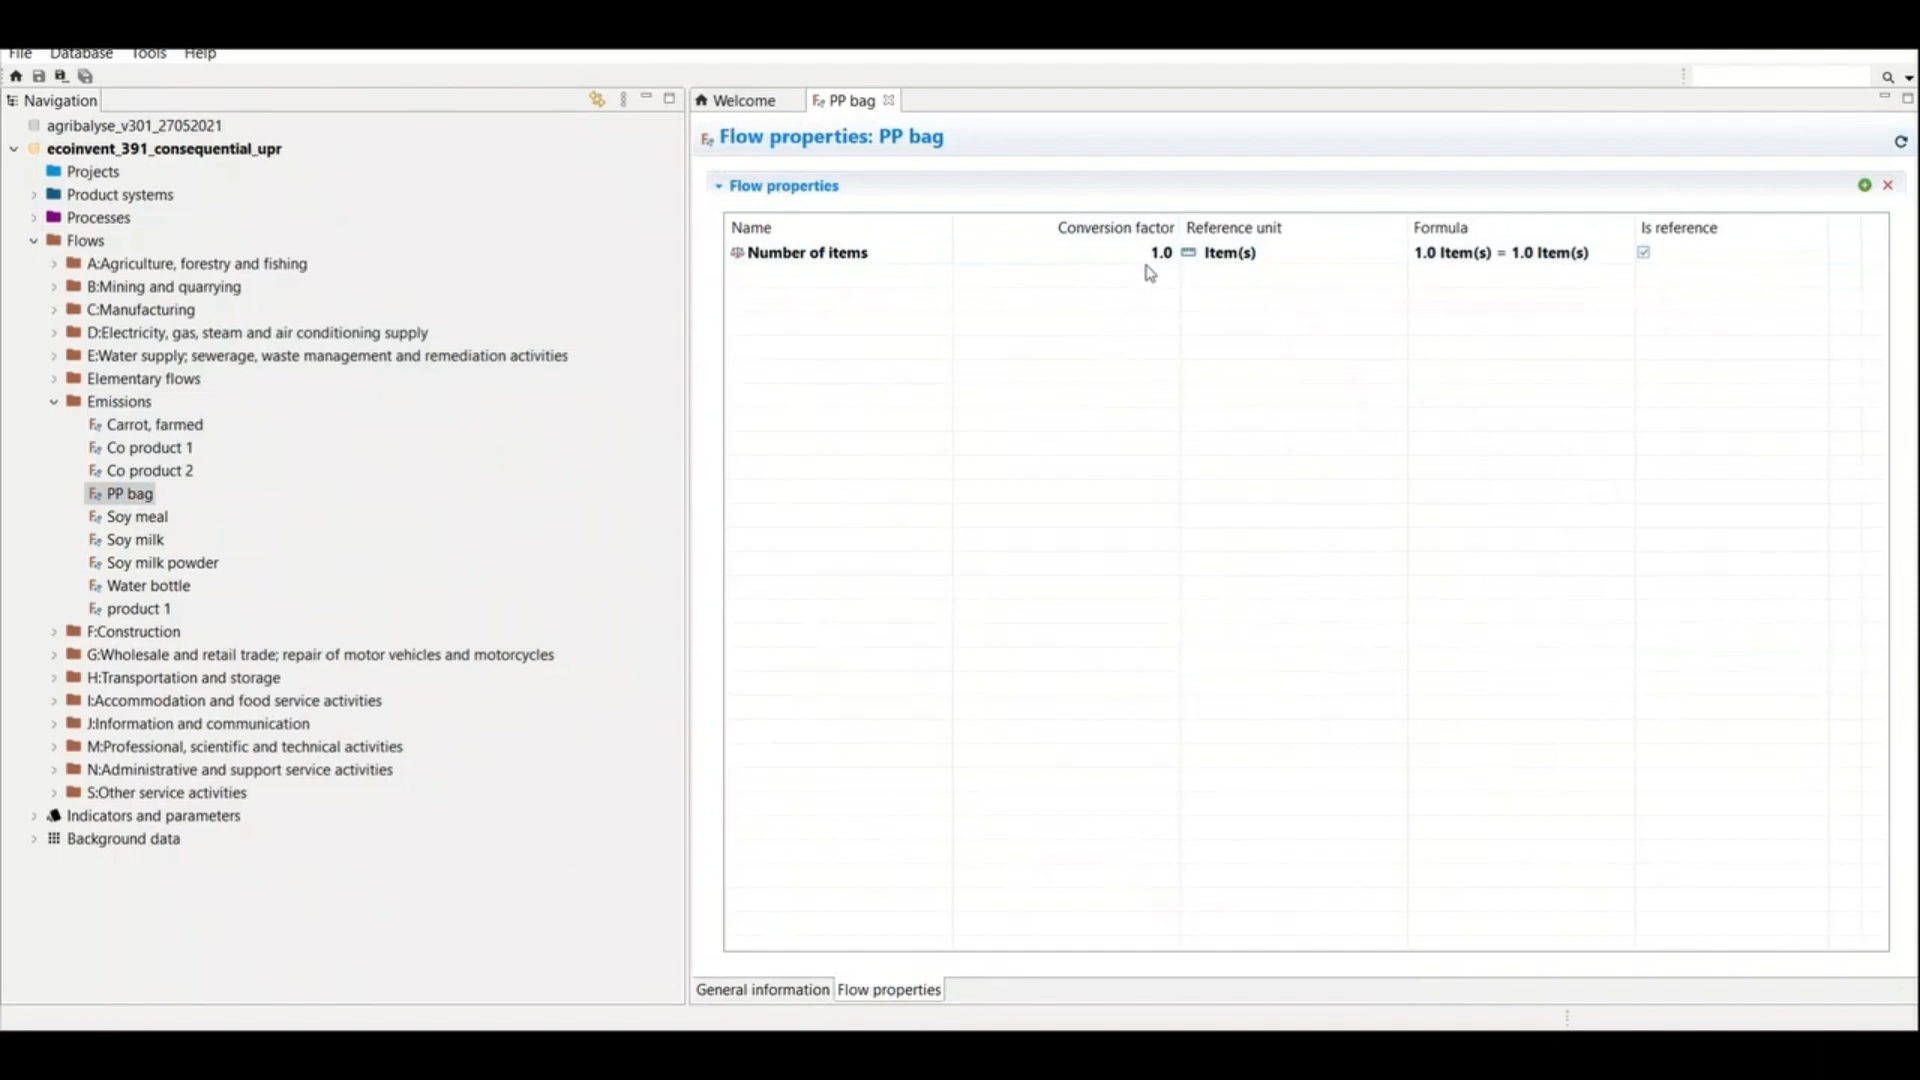 File Database Tools Help
Navigation
agribalyse_v301_27052021
ecoinvent_391_consequential_upr
Projects
Product systems
Processes
Flows
A:Agriculture, forestry and fishing
B:Mining and quarrying
C:Manufacturing
D:Electricity, gas, steam and air conditioning supply
E:Water supply; sewerage, waste management and remediation activities
Elementary flows
Emissions
Carrot, farmed
Co product 1
Co product 2
PP bag
Soy meal
Soy milk
Soy milk powder
Water bottle
product 1
F:Construction
G:Wholesale and retail trade; repair of motor vehicles and motorcycles
H:Transportation and storage
I:Accommodation and food service activities
J:Information and communication
M:Professional, scientific and technical activities
N:Administrative and support service activities
S:Other service activities
Indicators and parameters
Background data
Welcome PP bag
Flow properties: PP bag
Flow properties
Name Conversion factor Reference unit Formula Is reference
Number of items 1.0 Item(s) 1.0 Item(s) = 1.0 Item(s)
General information Flow properties